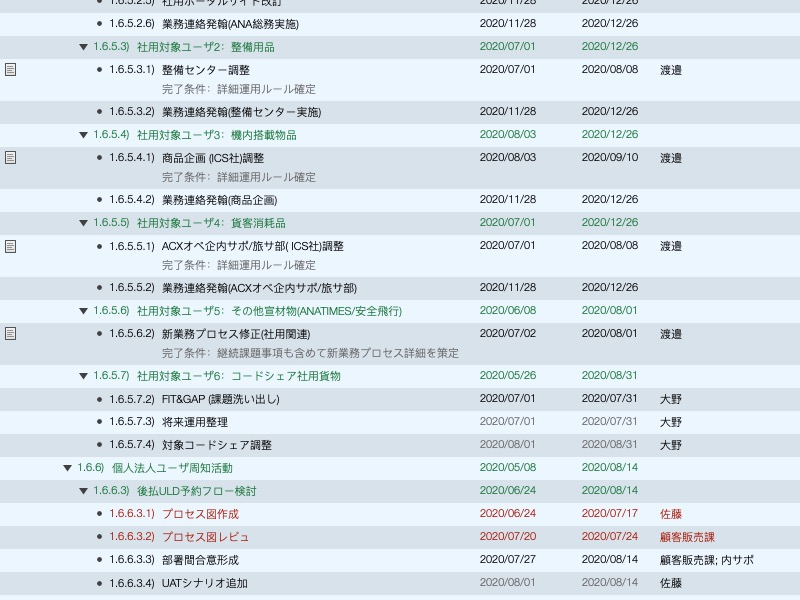 1.6.5.2.5) 社用ポータルサイト改訂 2020/11/28 2020/12/26
1.6.5.2.6) 業務連絡発翰(ANA総務実施) 2020/11/28 2020/12/26
1.6.5.3) 社用対象ユーザ2：整備用品 2020/07/01 2020/12/26
1.6.5.3.1) 整備センター調整 2020/07/01 2020/08/08 渡邉
完了条件：詳細運用ルール確定
1.6.5.3.2) 業務連絡発翰(整備センター実施) 2020/11/28 2020/12/26
1.6.5.4) 社用対象ユーザ3：機内搭載物品 2020/08/03 2020/12/26
1.6.5.4.1) 商品企画 (ICS社)調整 2020/08/03 2020/09/10 渡邉
完了条件：詳細運用ルール確定
1.6.5.4.2) 業務連絡発翰(商品企画) 2020/11/28 2020/12/26
1.6.5.5) 社用対象ユーザ4：貨客消耗品 2020/07/01 2020/12/26
1.6.5.5.1) ACXオペ企内サポ/旅サ部( ICS社)調整 2020/07/01 2020/08/08 渡邉
完了条件：詳細運用ルール確定
1.6.5.5.2) 業務連絡発翰(ACXオペ企内サポ/旅サ部) 2020/11/28 2020/12/26
1.6.5.6) 社用対象ユーザ5：その他宣材物(ANATIMES/安全飛行) 2020/06/08 2020/08/01
1.6.5.6.2) 新業務プロセス修正(社用関連) 2020/07/02 2020/08/01 渡邉
完了条件：継続課題事項も含めて新業務プロセス詳細を策定
1.6.5.7) 社用対象ユーザ6：コードシェア社用貨物 2020/05/26 2020/08/31
1.6.5.7.2) FIT&GAP (課題洗い出し) 2020/07/01 2020/07/31 大野
1.6.5.7.3) 将来運用整理 2020/07/01 2020/07/31 大野
1.6.5.7.4) 対象コードシェア調整 2020/08/01 2020/08/31 大野
1.6.6) 個人法人ユーザ周知活動 2020/05/08 2020/08/14
1.6.6.3) 後払ULD予約フロー検討 2020/06/24 2020/08/14
1.6.6.3.1) プロセス図作成 2020/06/24 2020/07/17 佐藤
1.6.6.3.2) プロセス図レビュ 2020/07/20 2020/07/24 顧客販売課
1.6.6.3.3) 部署間合意形成 2020/07/27 2020/08/14 顧客販売課; 内サポ
1.6.6.3.4) UATシナリオ追加 2020/08/01 2020/08/14 佐藤